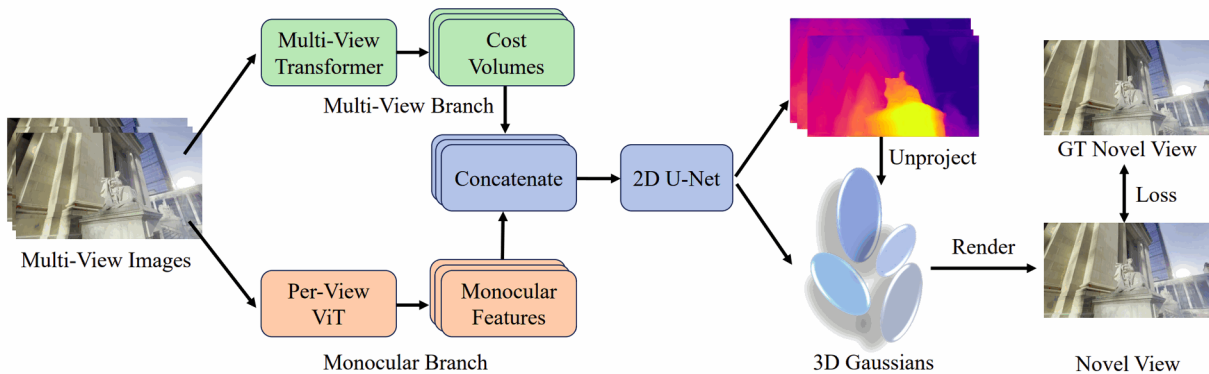 Multi-View Images
Multi-View
Transformer
Cost
Volumes
Multi-View Branch
Concatenate
Per-View
ViT
Monocular
Features
Monocular Branch
2D U-Net
Unproject
3D Gaussians
Render
GT Novel View
Loss
Novel View